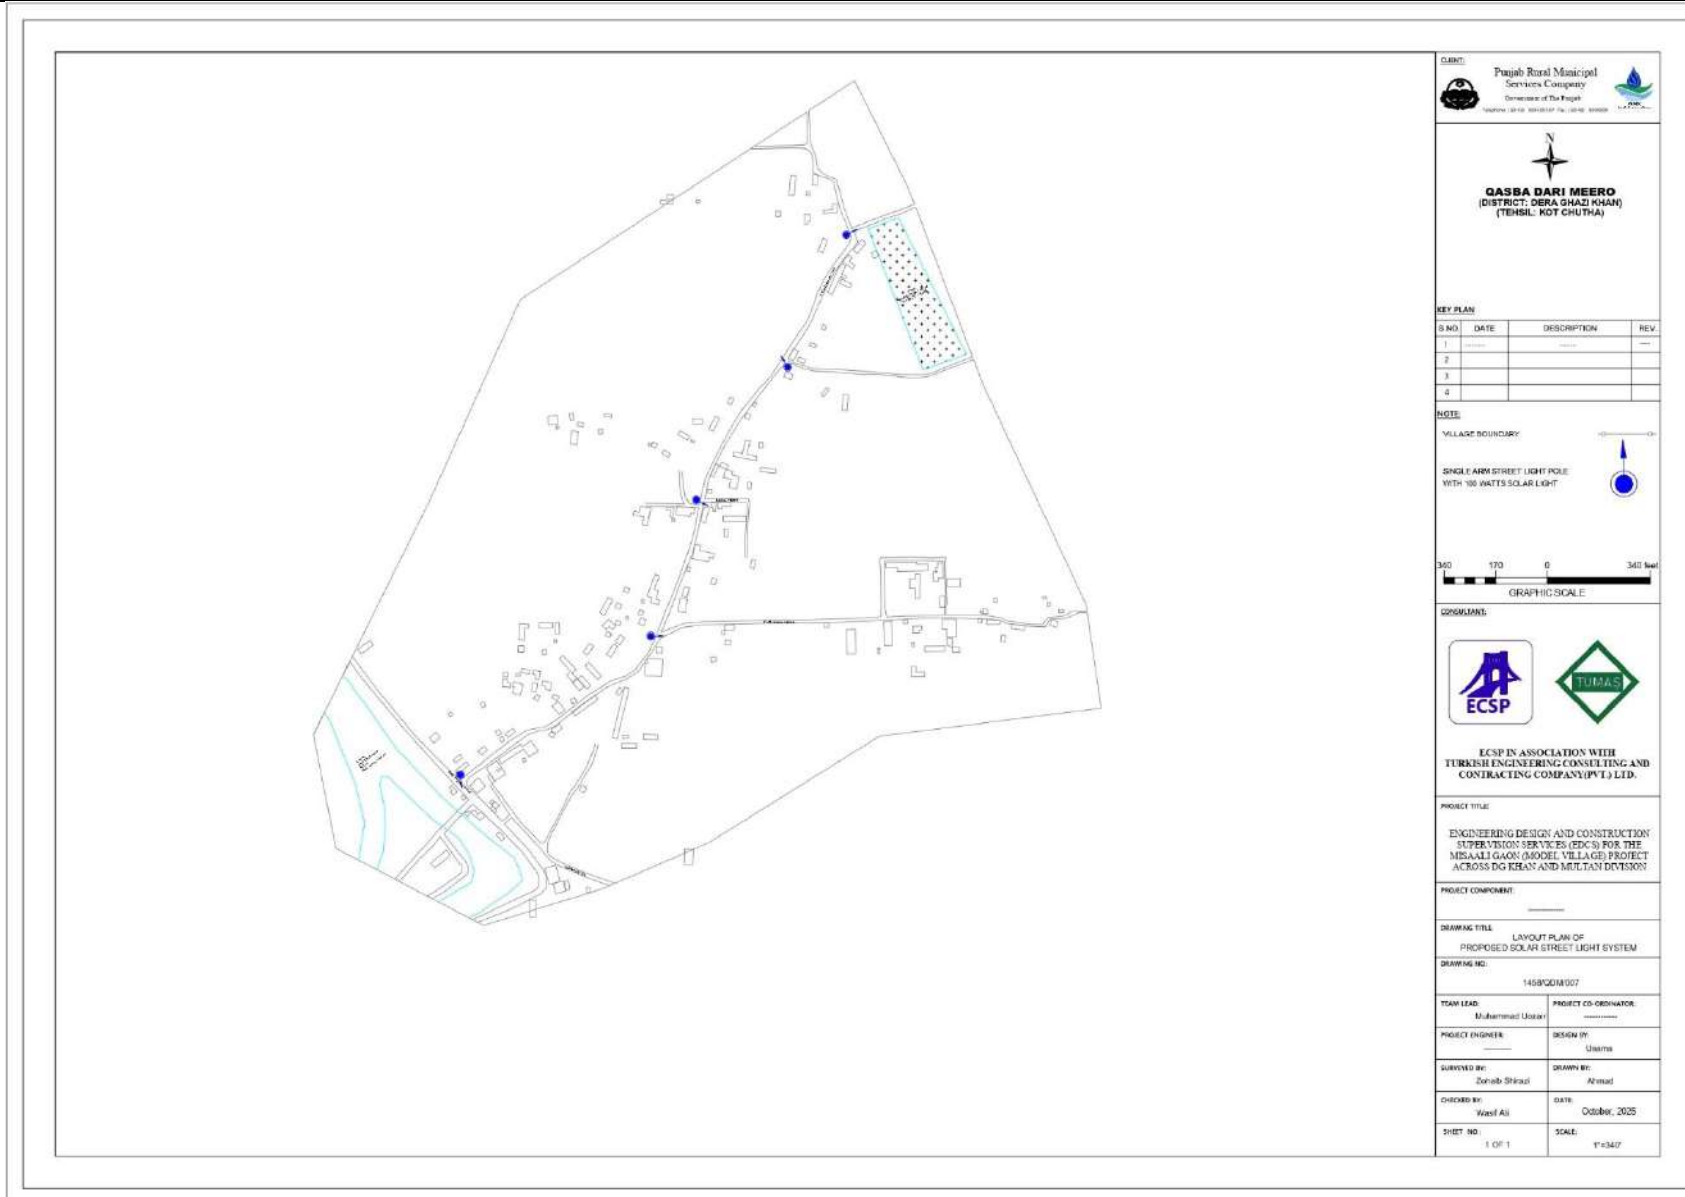 CLIENT:
Punjab Rural Municipal
Services Company
Government of The Punjab
N
QASBA DARI MEERO
(DISTRICT: DERA GHAZI KHAN)
(TEHSIL: KOT CHUTHA)
KEY PLAN
S.NO DATE DESCRIPTION REV.
1 -------- ------ ----
2
3
4
NOTE:
VILLAGE BOUNDARY
SINGLE ARM STREET LIGHT POLE
WITH 100 WATTS SOLAR LIGHT
340 170 0 340 feet
GRAPHIC SCALE
CONSULTANT:
ECSP
TUMAS
ECSP IN ASSOCIATION WITH
TURKISH ENGINEERING CONSULTING AND
CONTRACTING COMPANY(PVT.) LTD.
PROJECT TITLE:
ENGINEERING DESIGN AND CONSTRUCTION
SUPERVISION SERVICES (EDCS) FOR THE
MISAALI GAON (MODEL VILLAGE) PROJECT
ACROSS DG KHAN AND MULTAN DIVISION
PROJECT COMPONENT:
------------
DRAWING TITLE:
LAYOUT PLAN OF
PROPOSED SOLAR STREET LIGHT SYSTEM
DRAWING NO:
1458/QDM/007
TEAM LEAD: PROJECT CO-ORDINATOR:
Muhammad Uozair ------------
PROJECT ENGINEER: DESIGN BY:
---------- Usama
SURVEYED BY: DRAWN BY:
Zohaib Shirazi Ahmad
CHECKED BY: DATE:
Wasif Ali October, 2025
SHEET NO.: SCALE:
1 OF 1 1"=340'